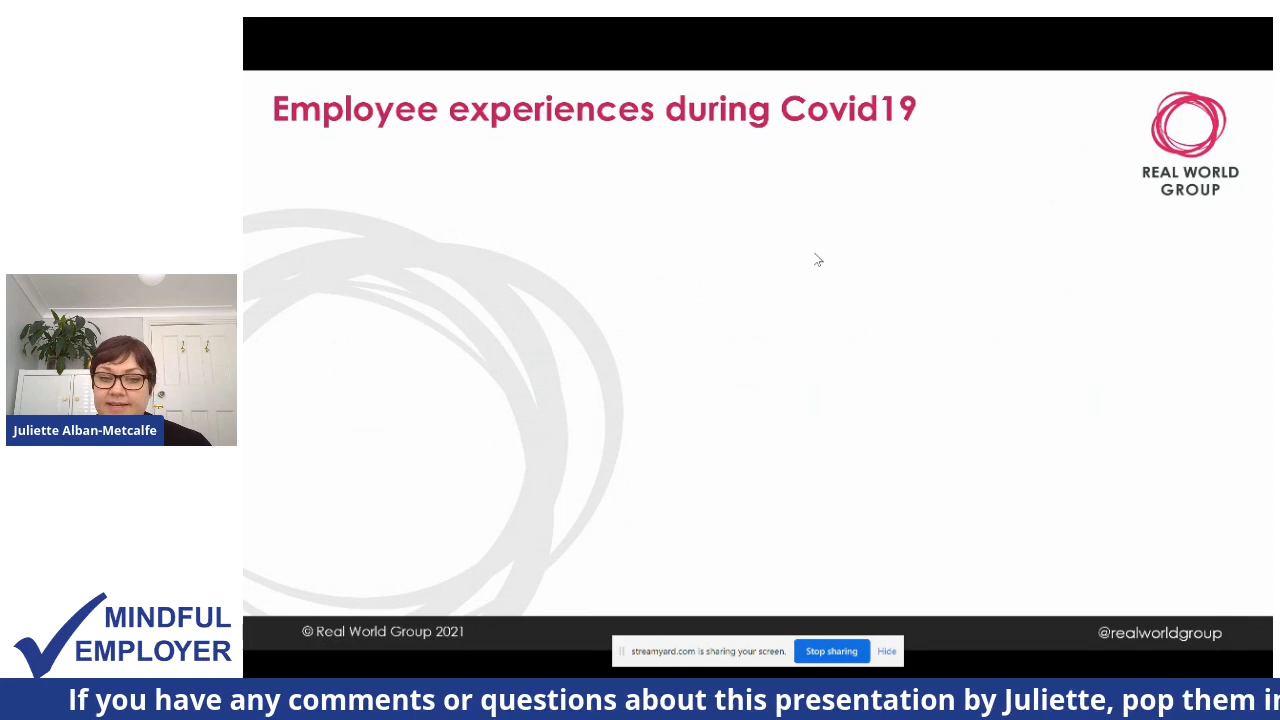 Employee experiences during Covid19
REAL WORLD
GROUP
Juliette Alban-Metcalfe
MINDFUL
EMPLOYER
© Real World Group 2021
@realworldgroup
streamyard.com is sharing your screen.
Stop sharing
Hide
If you have any comments or questions about this presentation by Juliette, pop them in